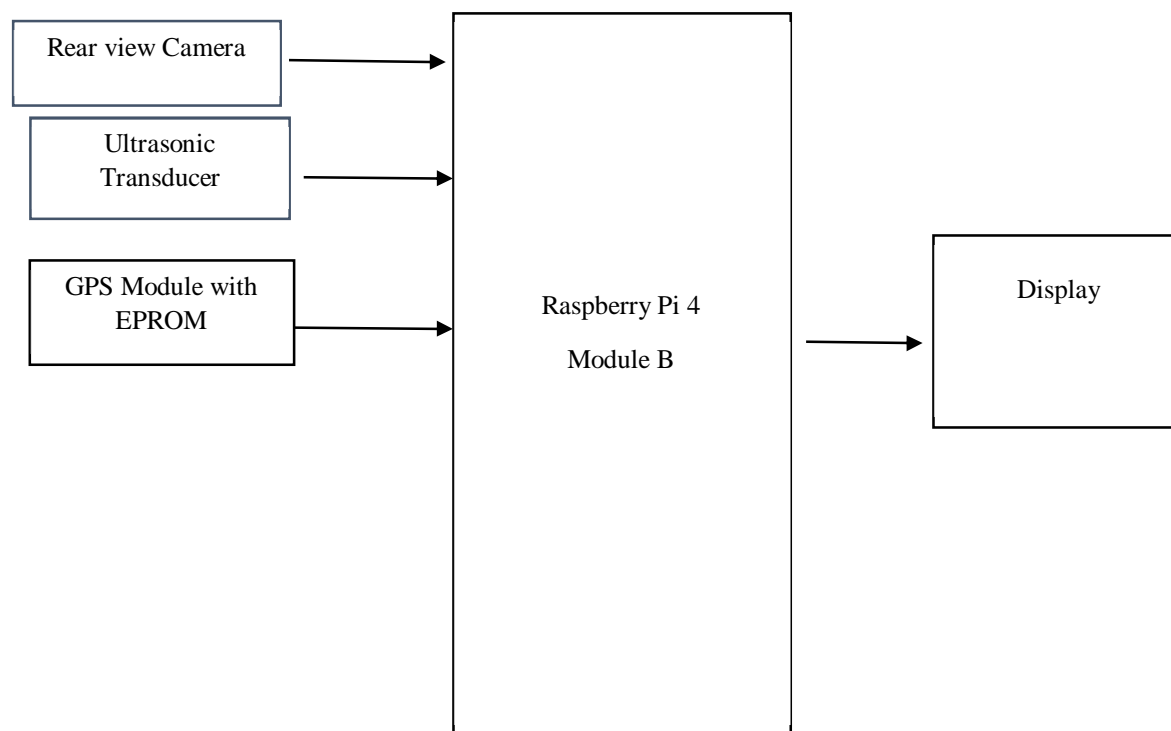 Rear view Camera
Ultrasonic
Transducer
GPS Module with
EPROM
Raspberry Pi 4
Module B
Display